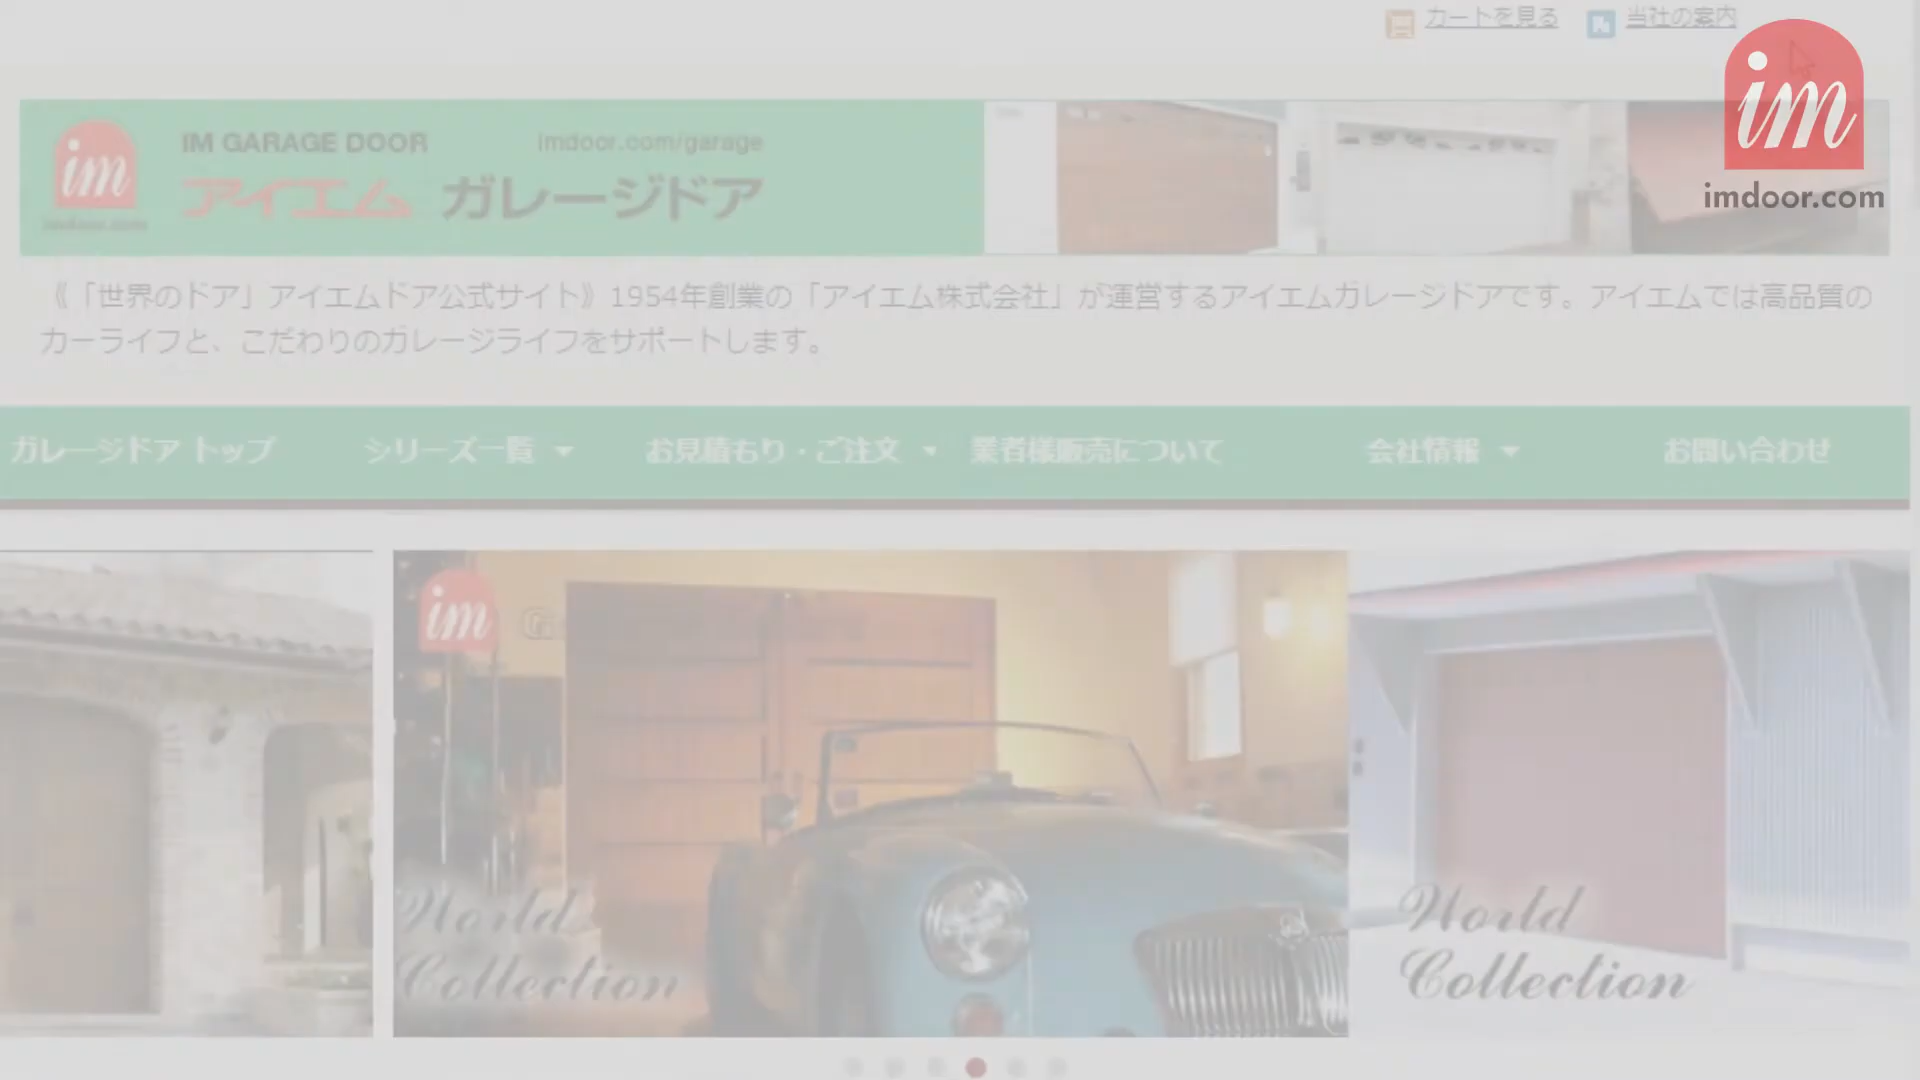 カートを見る
当社の案内
im
imdoor.com
im
imdoor.com
IM GARAGE DOOR
imdoor.com/garage
アイエム ガレージドア
《「世界のドア」アイエムドア公式サイト》1954年創業の「アイエム株式会社」が運営するアイエムガレージドアです。アイエムでは高品質の
カーライフと、こだわりのガレージライフをサポートします。
ガレージドア トップ
シリーズ一覧
お見積もり・ご注文
業者様販売について
会社情報
お問い合わせ
im
World
Collection
World
Collection